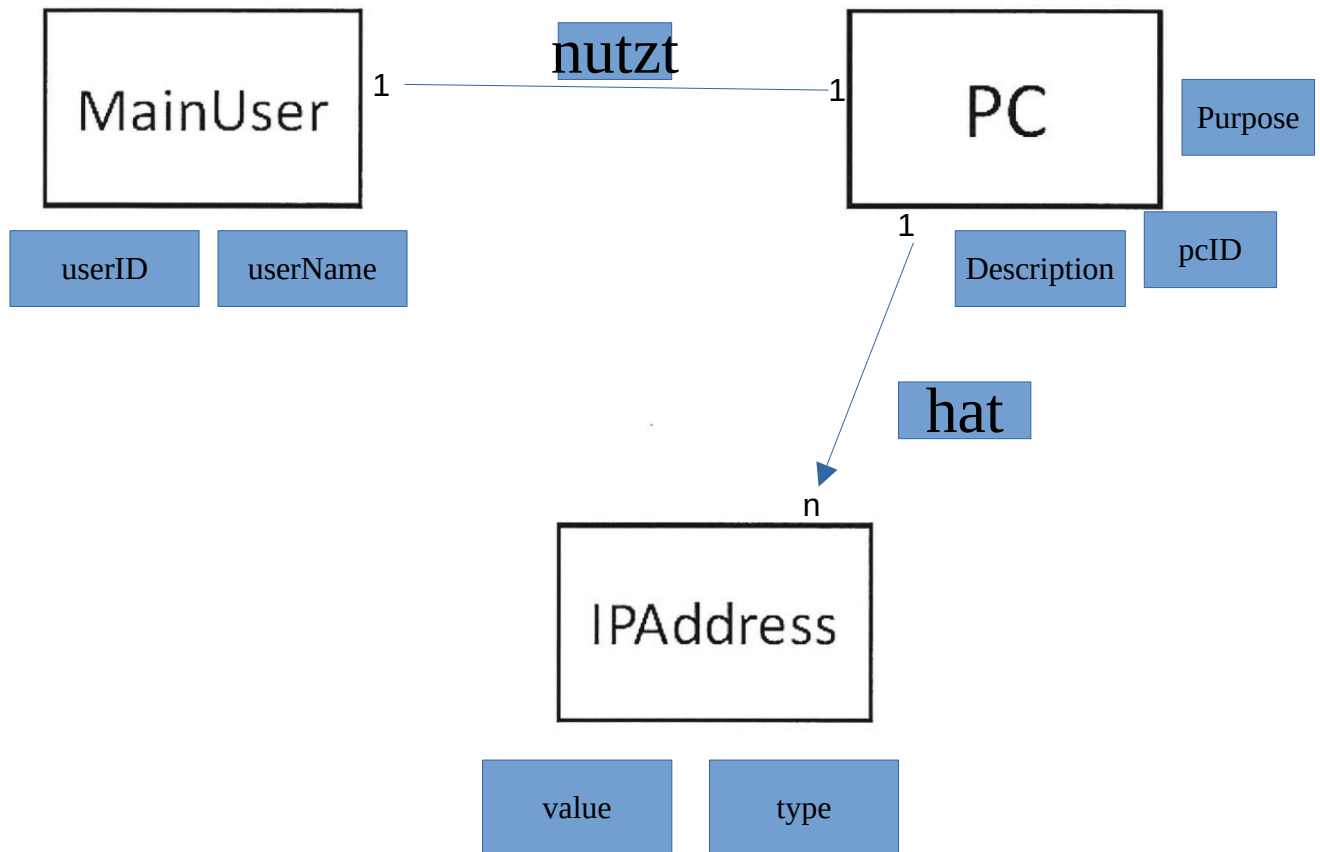 nutzt
MainUser
1
1
PC
Purpose
userID
userName
1
Description
pcID
hat
n
IPAddress
value
type